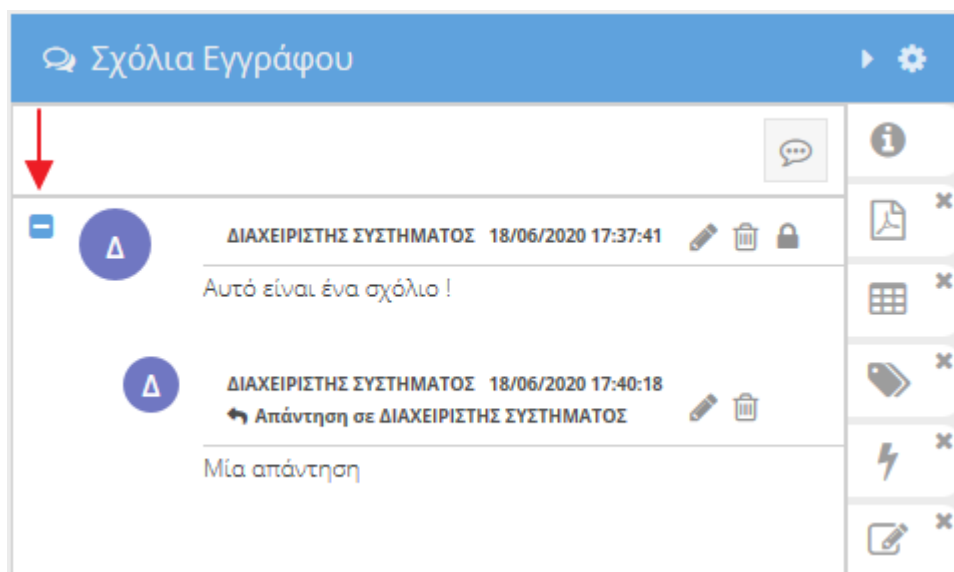 Σχόλια Εγγράφου
Δ
ΔΙΑΧΕΙΡΙΣΤΗΣ ΣΥΣΤΗΜΑΤΟΣ 18/06/2020 17:37:41
Αυτό είναι ένα σχόλιο !
Δ
ΔΙΑΧΕΙΡΙΣΤΗΣ ΣΥΣΤΗΜΑΤΟΣ 18/06/2020 17:40:18
Απάντηση σε ΔΙΑΧΕΙΡΙΣΤΗΣ ΣΥΣΤΗΜΑΤΟΣ
Μία απάντηση